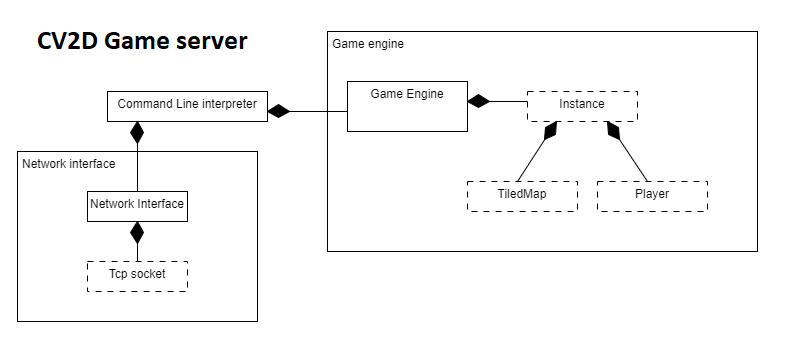 CV2D Game server
Game engine
Command Line interpreter
Game Engine
Instance
TiledMap
Player
Network interface
Network Interface
Tcp socket